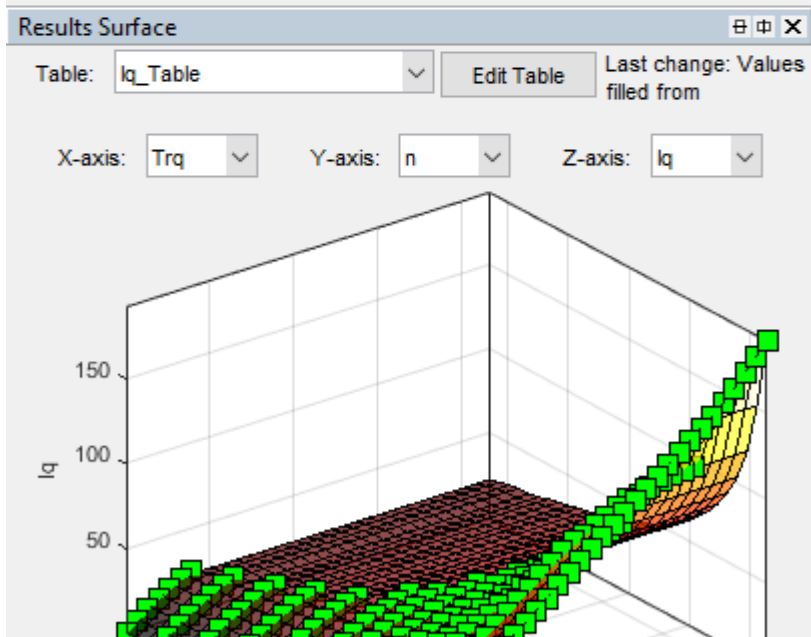 Results Surface
Table: Iq_Table Edit Table Last change: Values
filled from
X-axis: Trq Y-axis: n Z-axis: Iq
150
100
Iq
50